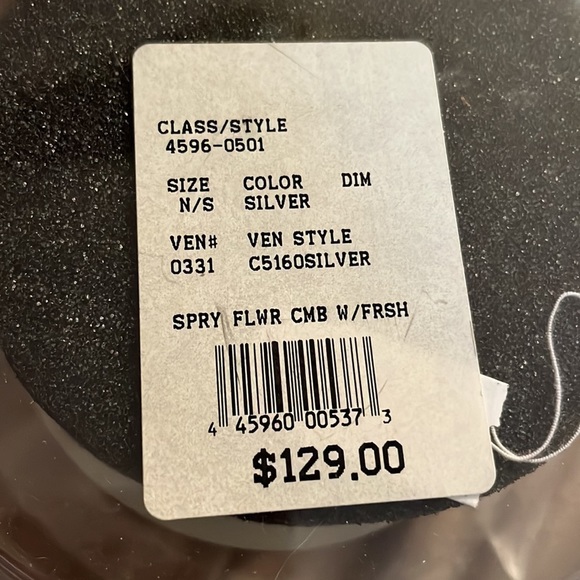 CLASS/STYLE
4596-0501
SIZE COLOR DIM
N/S SILVER
VEN# VEN STYLE
0331 C5160SILVER
SPRY FLWR CMB W/FRSH
4 45960 00537 3
$129.00